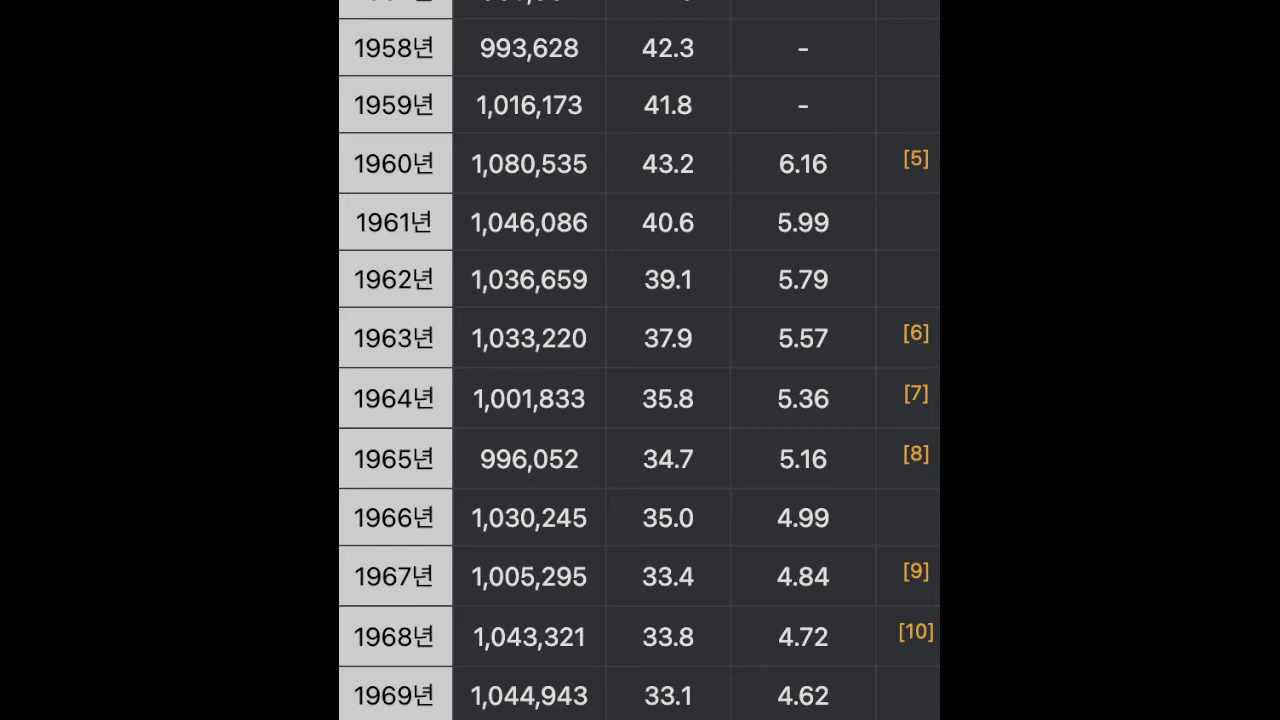 1958년 993,628 42.3 -
1959년 1,016,173 41.8 -
1960년 1,080,535 43.2 6.16 [5]
1961년 1,046,086 40.6 5.99
1962년 1,036,659 39.1 5.79
1963년 1,033,220 37.9 5.57 [6]
1964년 1,001,833 35.8 5.36 [7]
1965년 996,052 34.7 5.16 [8]
1966년 1,030,245 35.0 4.99
1967년 1,005,295 33.4 4.84 [9]
1968년 1,043,321 33.8 4.72 [10]
1969년 1,044,943 33.1 4.62